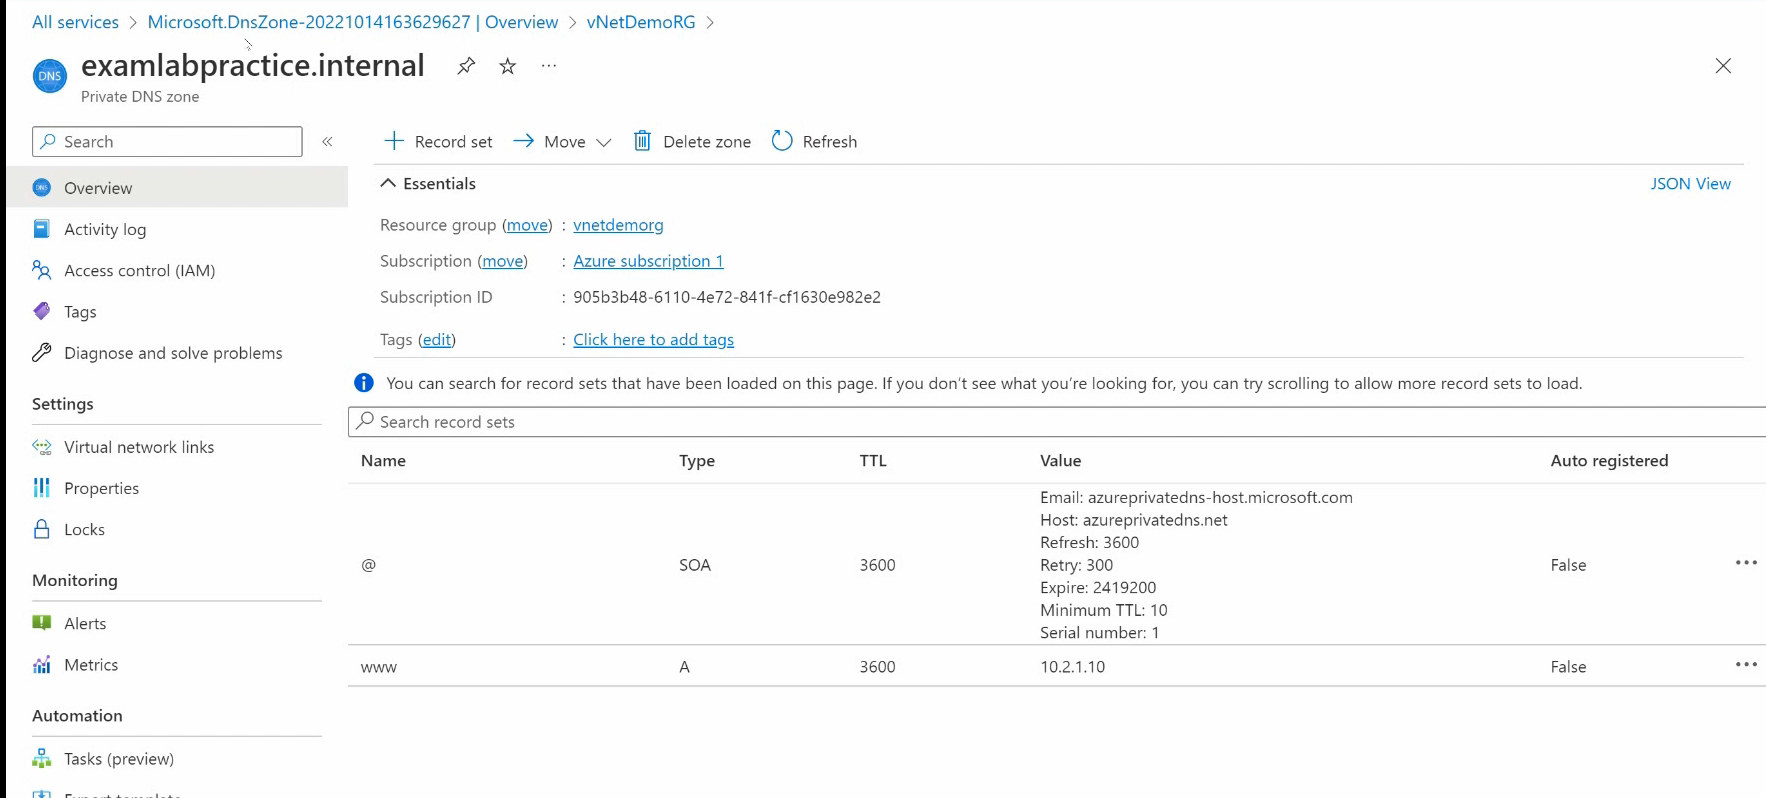 All services > Microsoft.DnsZone-20221014163629627 | Overview > vNetDemoRG >
DNS
examlabpractice.internal
...
Private DNS zone
Search
«
Overview
Activity log
Access control (IAM)
Tags
Diagnose and solve problems
Settings
Virtual network links
Properties
Locks
Monitoring
Alerts
Metrics
Automation
Tasks (preview)
Export template
Record set
Move
Delete zone
Refresh
Essentials
JSON View
Resource group (move) : vnetdemorg
Subscription (move) : Azure subscription 1
Subscription ID : 905b3b48-6110-4e72-841f-cf1630e982e2
Tags (edit) : Click here to add tags
You can search for record sets that have been loaded on this page. If you don't see what you're looking for, you can try scrolling to allow more record sets to load.
Search record sets
Name Type TTL Value Auto registered
Email: azureprivatedns-host.microsoft.com
Host: azureprivatedns.net
Refresh: 3600
@ SOA 3600 Retry: 300 False ...
Expire: 2419200
Minimum TTL: 10
Serial number: 1
www A 3600 10.2.1.10 False ...